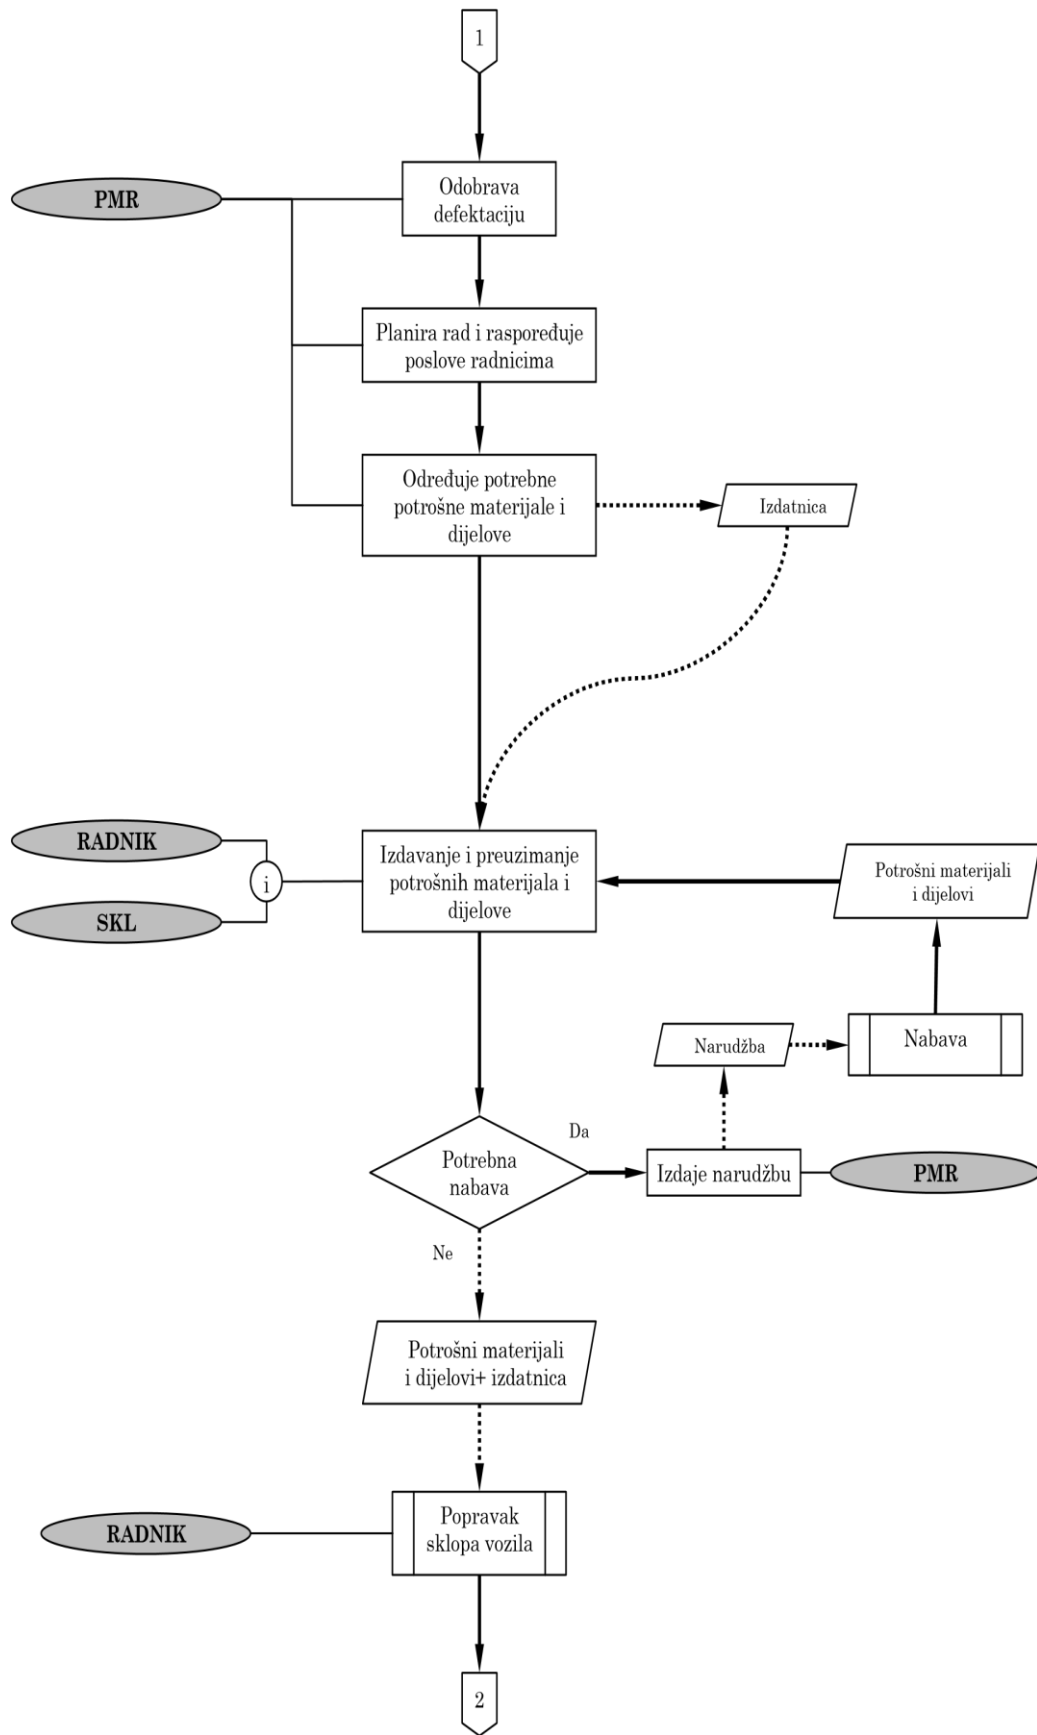 1
PMR
Odobrava
defektaciju
Planira rad i raspoređuje
poslove radnicima
Određuje potrebne
potrošne materijale i
dijelove
Izdatnica
RADNIK
i
SKL
Izdavanje i preuzimanje
potrošnih materijala i
dijelove
Potrošni materijali
i dijelovi
Narudžba
Nabava
Potrebna
nabava
Da
Izdaje narudžbu
PMR
Ne
Potrošni materijali
i dijelovi+ izdatnica
RADNIK
Popravak
sklopa vozila
2